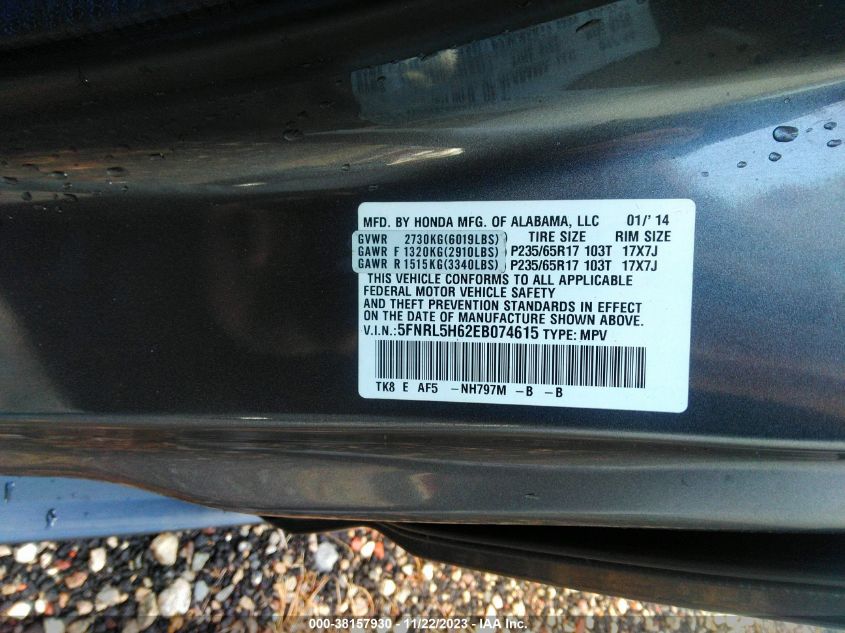 MFD. BY HONDA MFG. OF ALABAMA, LLC 01/'14
GVWR 2730KG(6019LBS) TIRE SIZE RIM SIZE
GAWR F 1320KG(2910LBS) P235/65R17 103T 17X7J
GAWR R 1515KG(3340LBS) P235/65R17 103T 17X7J
THIS VEHICLE CONFORMS TO ALL APPLICABLE
FEDERAL MOTOR VEHICLE SAFETY
AND THEFT PREVENTION STANDARDS IN EFFECT
ON THE DATE OF MANUFACTURE SHOWN ABOVE.
V.I.N.:5FNRL5H62EB074615 TYPE: MPV
TK8 E AF5 -NH797M -B -B
000-38157930 - 11/22/2023 - IAA Inc.